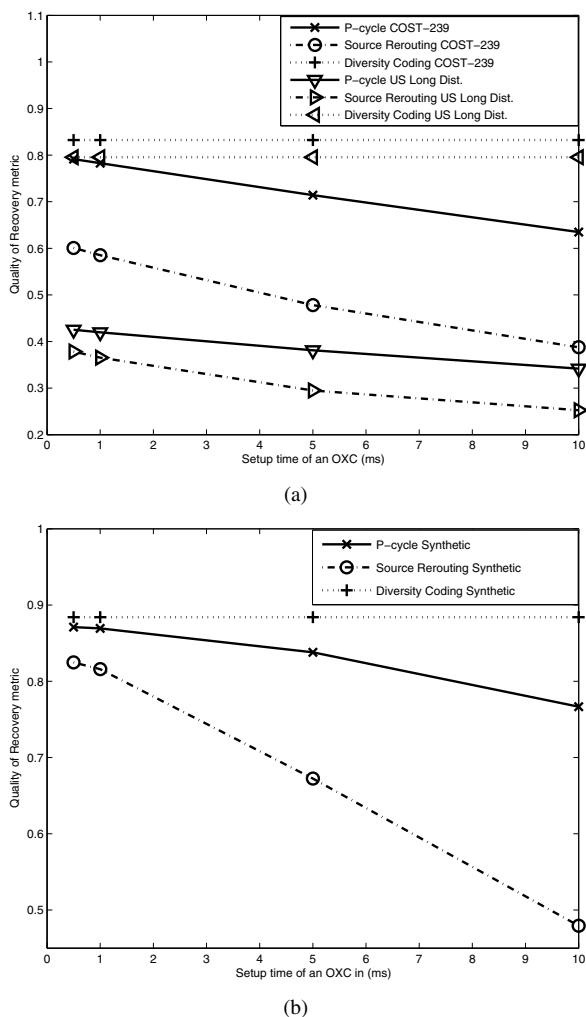 1.1
1
0.9
0.8
0.7
0.6
0.5
0.4
0.3
0.2
Quality of Recovery metric
P-cycle COST-239
Source Rerouting COST-239
Diversity Coding COST-239
P-cycle US Long Dist.
Source Rerouting US Long Dist.
Diversity Coding US Long Dist.
0 1 2 3 4 5 6 7 8 9 10
Setup time of an OXC (ms)
(a)
1
0.9
0.8
0.7
0.6
0.5
Quality of Recovery metric
P-cycle Synthetic
Source Rerouting Synthetic
Diversity Coding Synthetic
0 1 2 3 4 5 6 7 8 9 10
Setup time of an OXC in (ms)
(b)